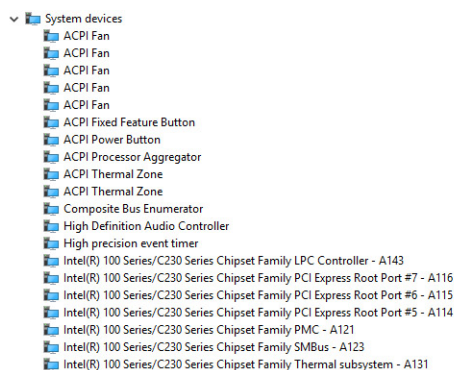 System devices
ACPI Fan
ACPI Fan
ACPI Fan
ACPI Fan
ACPI Fan
ACPI Fixed Feature Button
ACPI Power Button
ACPI Processor Aggregator
ACPI Thermal Zone
ACPI Thermal Zone
Composite Bus Enumerator
High Definition Audio Controller
High precision event timer
Intel(R) 100 Series/C230 Series Chipset Family LPC Controller - A143
Intel(R) 100 Series/C230 Series Chipset Family PCI Express Root Port #7 - A116
Intel(R) 100 Series/C230 Series Chipset Family PCI Express Root Port #6 - A115
Intel(R) 100 Series/C230 Series Chipset Family PCI Express Root Port #5 - A114
Intel(R) 100 Series/C230 Series Chipset Family PMC - A121
Intel(R) 100 Series/C230 Series Chipset Family SMBus - A123
Intel(R) 100 Series/C230 Series Chipset Family Thermal subsystem - A131